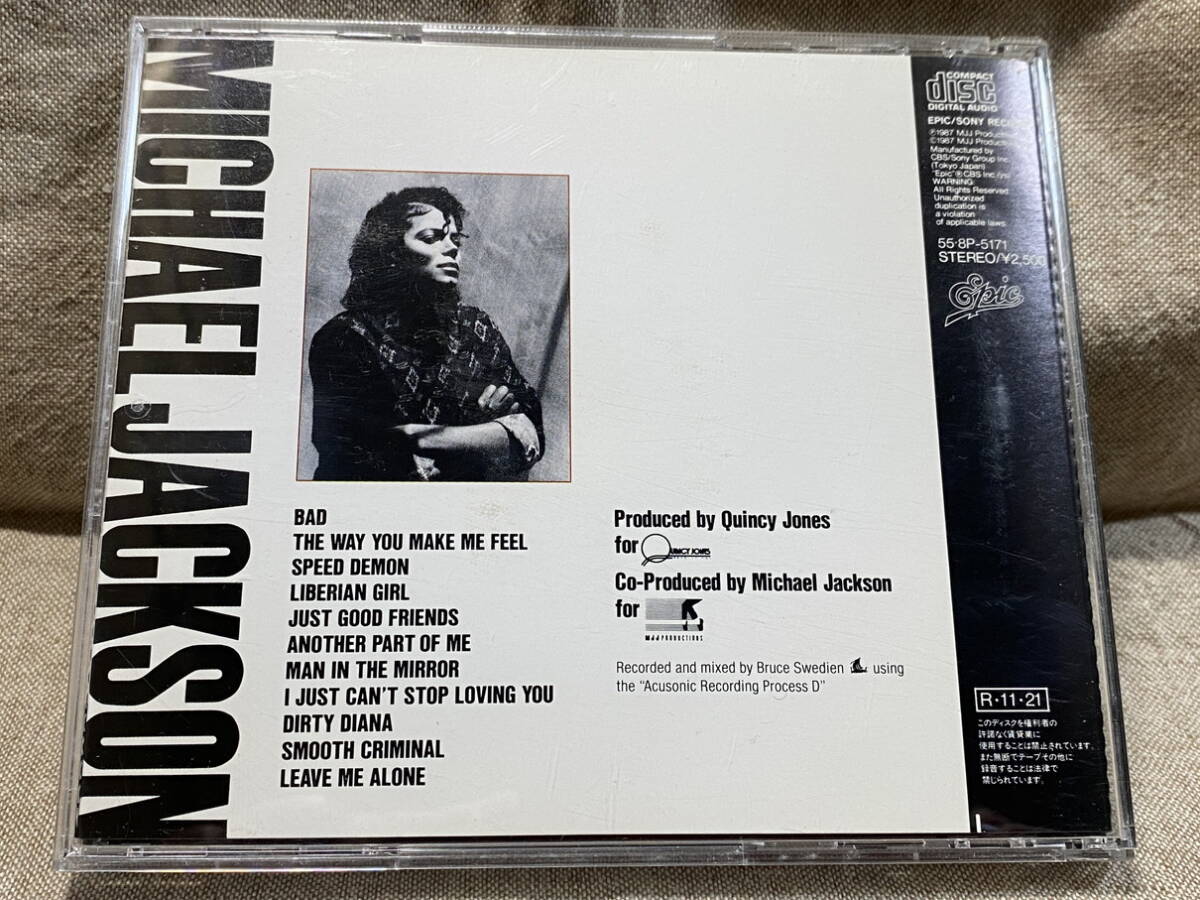 MICHAEL JACKSON
BAD
THE WAY YOU MAKE ME FEEL
SPEED DEMON
LIBERIAN GIRL
JUST GOOD FRIENDS
ANOTHER PART OF ME
MAN IN THE MIRROR
I JUST CAN'T STOP LOVING YOU
DIRTY DIANA
SMOOTH CRIMINAL
LEAVE ME ALONE
Produced by Quincy Jones
for QUINCY JONES
Co-Produced by Michael Jackson
for
MJJ PRODUCTIONS
Recorded and mixed by Bruce Swedien using
the "Acusonic Recording Process D"
COMPACT
disc
DIGITAL AUDIO
EPIC/SONY
℗1987 MJJ
©1987 MJJ
Manufactured by
CBS/Sony Group Inc.
(Tokyo Japan)
"Epic"® CBS Inc.
WARNING:
All Rights Reserved
Unauthorized
duplication is
a violation
of applicable laws.
55·8P-5171
STEREO/¥2,500
Epic
R·11·21
このディスクを権利者の
許諾なく賃貸業に
使用することは禁止されています。
また無断でテープその他に
録音することは法律で
禁じられています。